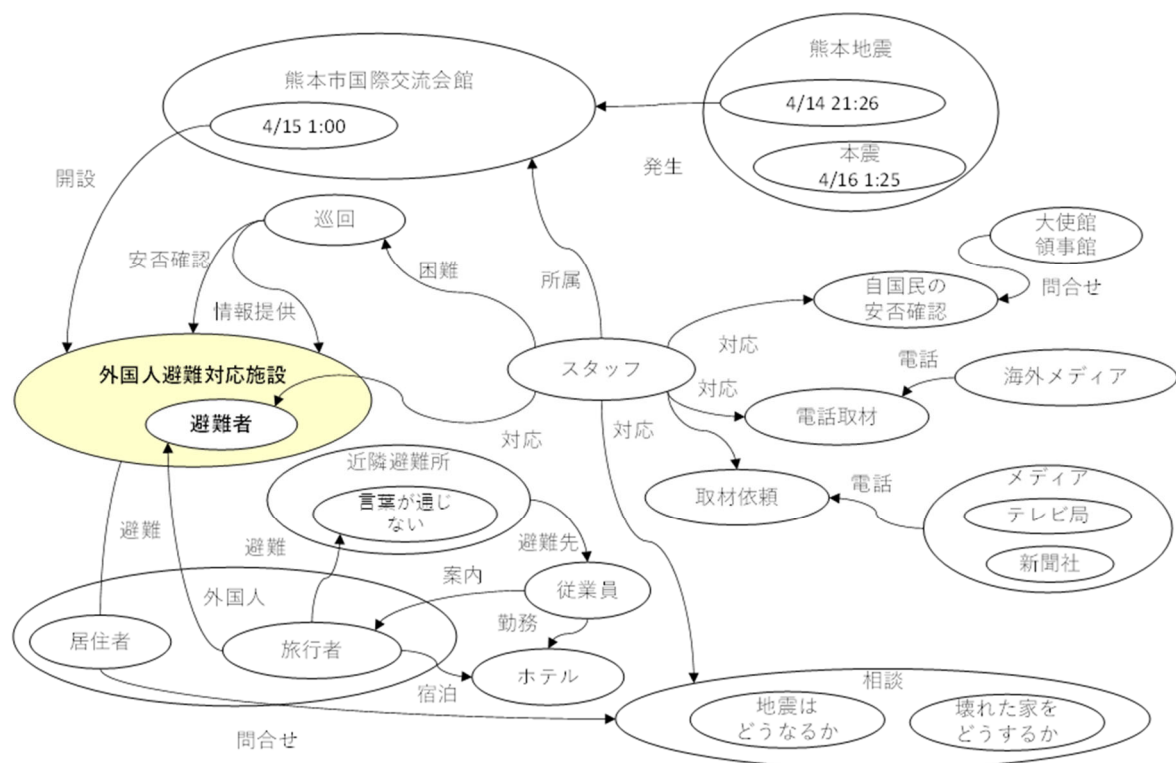 熊本地震
熊本市国際交流会館
4/14 21:26
4/15 1:00
本震
4/16 1:25
発生
開設
巡回
大使館
領事館
安否確認
困難
所属
自国民の
安否確認
問合せ
情報提供
対応
電話
外国人避難対応施設
スタッフ
海外メディア
対応
電話取材
避難者
対応
対応
近隣避難所
メディア
電話
取材依頼
言葉が通じ
ない
テレビ局
避難
避難
避難先
新聞社
案内
従業員
外国人
勤務
居住者
旅行者
ホテル
相談
宿泊
地震は
どうなるか
壊れた家を
どうするか
問合せ